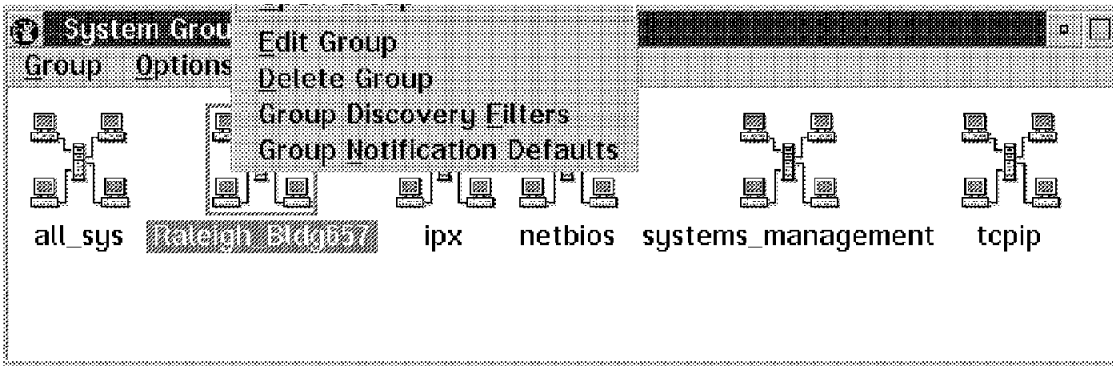 System Grou
Edit Group
Group Options
Delete Group
Group Discovery Filters
Group Notification Defaults
all_sys Raleigh_Bldg657 ipx netbios systems_management tcpip